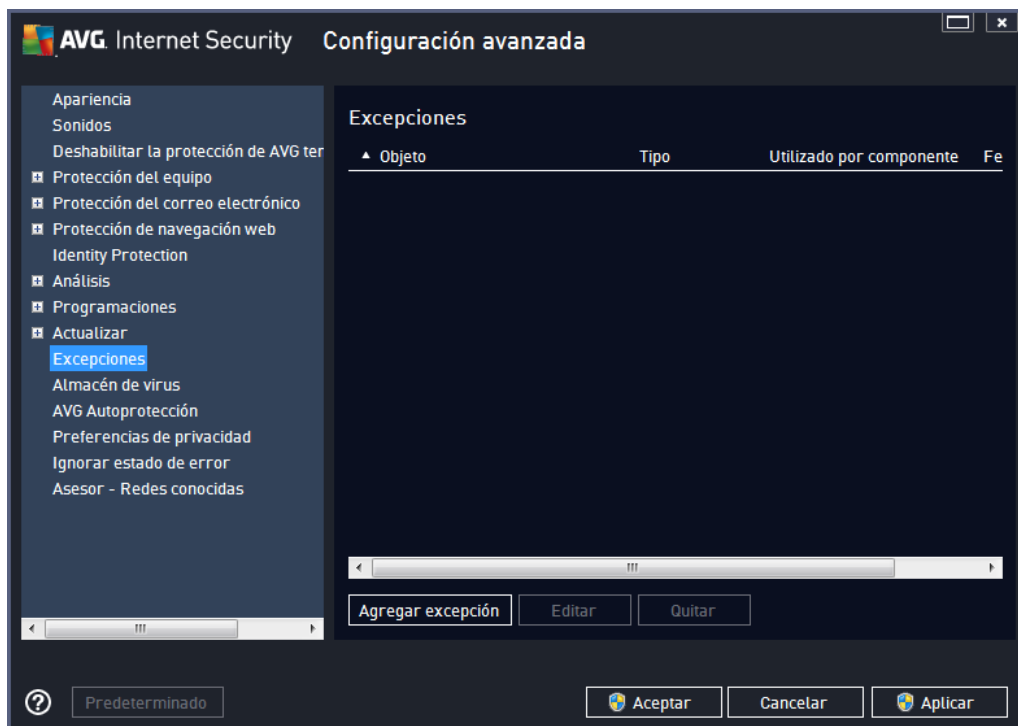 AVG. Internet Security Configuración avanzada
Apariencia
Sonidos
Deshabilitar la protección de AVG ter
Protección del equipo
Protección del correo electrónico
Protección de navegación web
Identity Protection
Análisis
Programaciones
Actualizar
Excepciones
Almacén de virus
AVG Autoprotección
Preferencias de privacidad
Ignorar estado de error
Asesor - Redes conocidas
Excepciones
Objeto Tipo Utilizado por componente Fe
Agregar excepción Editar Quitar
Predeterminado Aceptar Cancelar Aplicar